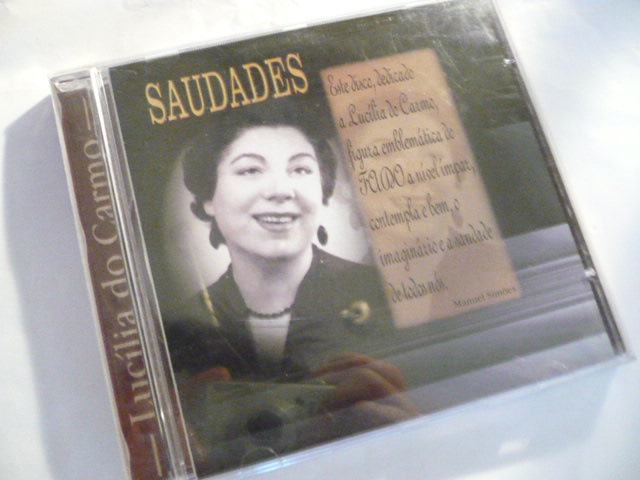 SAUDADES
Este disco, dedicado
a Lucília do Carmo,
figura emblemática do
FADO a nível ímpar,
contempla e bem, o
imaginário e a saudade
de todos nós.
Manuel Simões
Lucília do Carmo